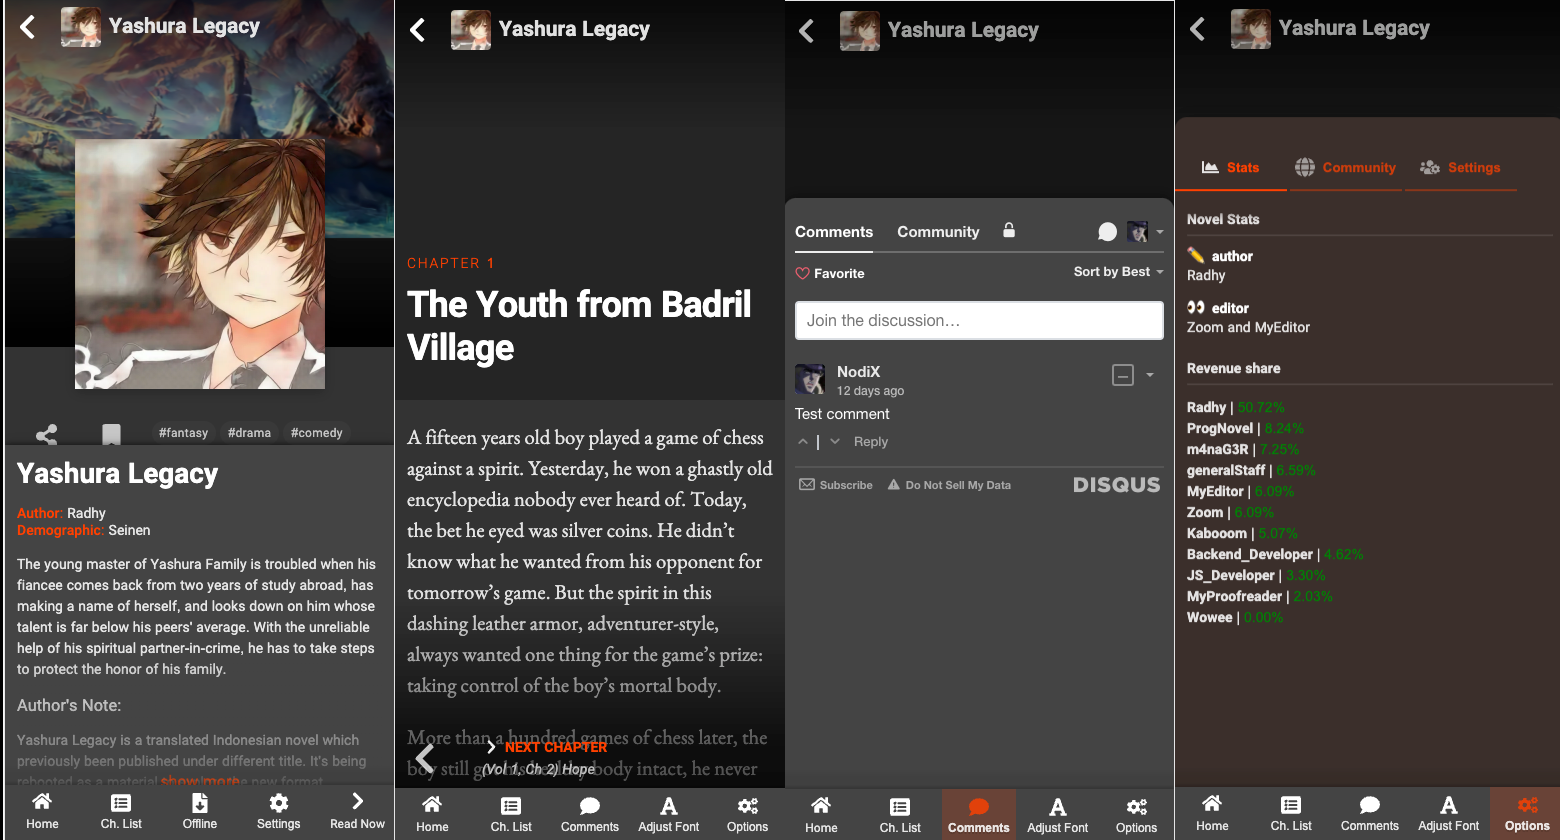 Yashura Legacy
#fantasy #drama #comedy
Yashura Legacy
Author: Radhy
Demographic: Seinen
The young master of Yashura Family is troubled when his
fiancee comes back from two years of study abroad, has
making a name of herself, and looks down on him whose
talent is far below his peers' average. With the unreliable
help of his spiritual partner-in-crime, he has to take steps
to protect the honor of his family.
Author's Note:
Yashura Legacy is a translated Indonesian novel which
previously been published under different title. It's being
rebooted as a material show more the new format
Home Ch. List Offline Settings Read Now
Yashura Legacy
CHAPTER 1
The Youth from Badril
Village
A fifteen years old boy played a game of chess
against a spirit. Yesterday, he won a ghastly old
encyclopedia nobody ever heard of. Today,
the bet he eyed was silver coins. He didn't
know what he wanted from his opponent for
tomorrow's game. But the spirit in this
dashing leather armor, adventurer-style,
always wanted one thing for the game's prize:
taking control of the boy's mortal body.
More than a hundred games of chess later, the
NEXT CHAPTER
boy still got his healthy body intact, he never
(Vol 1, Ch 2) Hope
Home Ch. List Comments Adjust Font Options
Yashura Legacy
Comments Community
Favorite Sort by Best
Join the discussion...
NodiX
12 days ago
Test comment
Reply
Subscribe Do Not Sell My Data DISQUS
Home Ch. List Comments Adjust Font Options
Yashura Legacy
Stats Community Settings
Novel Stats
author
Radhy
editor
Zoom and MyEditor
Revenue share
Radhy | 50.72%
ProgNovel | 8.24%
m4naG3R | 7.25%
generalStaff | 6.59%
MyEditor | 6.09%
Zoom | 6.09%
Kabooom | 5.07%
Backend_Developer | 4.62%
JS_Developer | 3.30%
MyProofreader | 2.03%
Wowee | 0.00%
Home Ch. List Comments Adjust Font Options